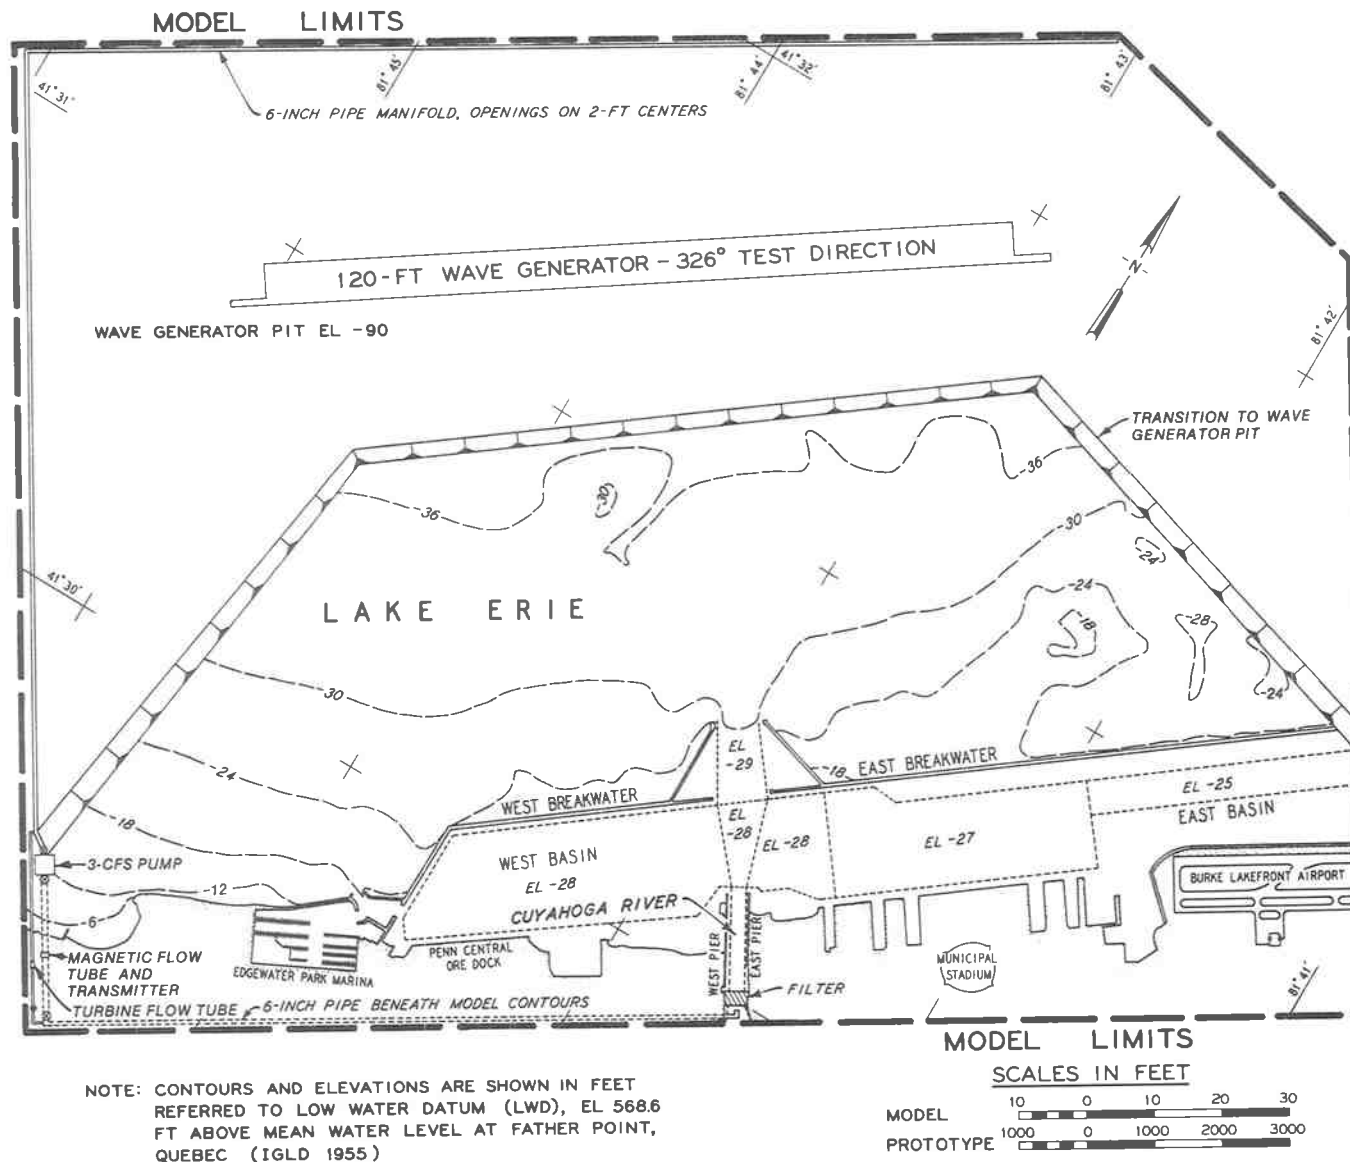 MODEL LIMITS
41°31'
81° 45'
81° 44'
41°32'
81° 43'
6-INCH PIPE MANIFOLD, OPENINGS ON 2-FT CENTERS
120-FT WAVE GENERATOR - 326° TEST DIRECTION
N
WAVE GENERATOR PIT EL -90
81° 42'
TRANSITION TO WAVE
GENERATOR PIT
-36
-30
-36
-30
-24
41°30'
-24
-18
-28
LAKE ERIE
-30
-24
-24
-18
EL
-29
-18
EAST BREAKWATER
WEST BREAKWATER
EL -25
EAST BASIN
EL
-28
EL -28
EL -27
3-CFS PUMP
WEST BASIN
EL -28
-12
-6
CUYAHOGA RIVER
BURKE LAKEFRONT AIRPORT
WEST PIER
EAST PIER
PENN CENTRAL
ORE DOCK
EDGEWATER PARK MARINA
MUNICIPAL
STADIUM
MAGNETIC FLOW
TUBE AND
TRANSMITTER
TURBINE FLOW TUBE
6-INCH PIPE BENEATH MODEL CONTOURS
FILTER
81°41'
MODEL LIMITS
NOTE: CONTOURS AND ELEVATIONS ARE SHOWN IN FEET
REFERRED TO LOW WATER DATUM (LWD), EL 568.6
FT ABOVE MEAN WATER LEVEL AT FATHER POINT,
QUEBEC (IGLD 1955)
SCALES IN FEET
MODEL 10 0 10 20 30
PROTOTYPE 1000 0 1000 2000 3000